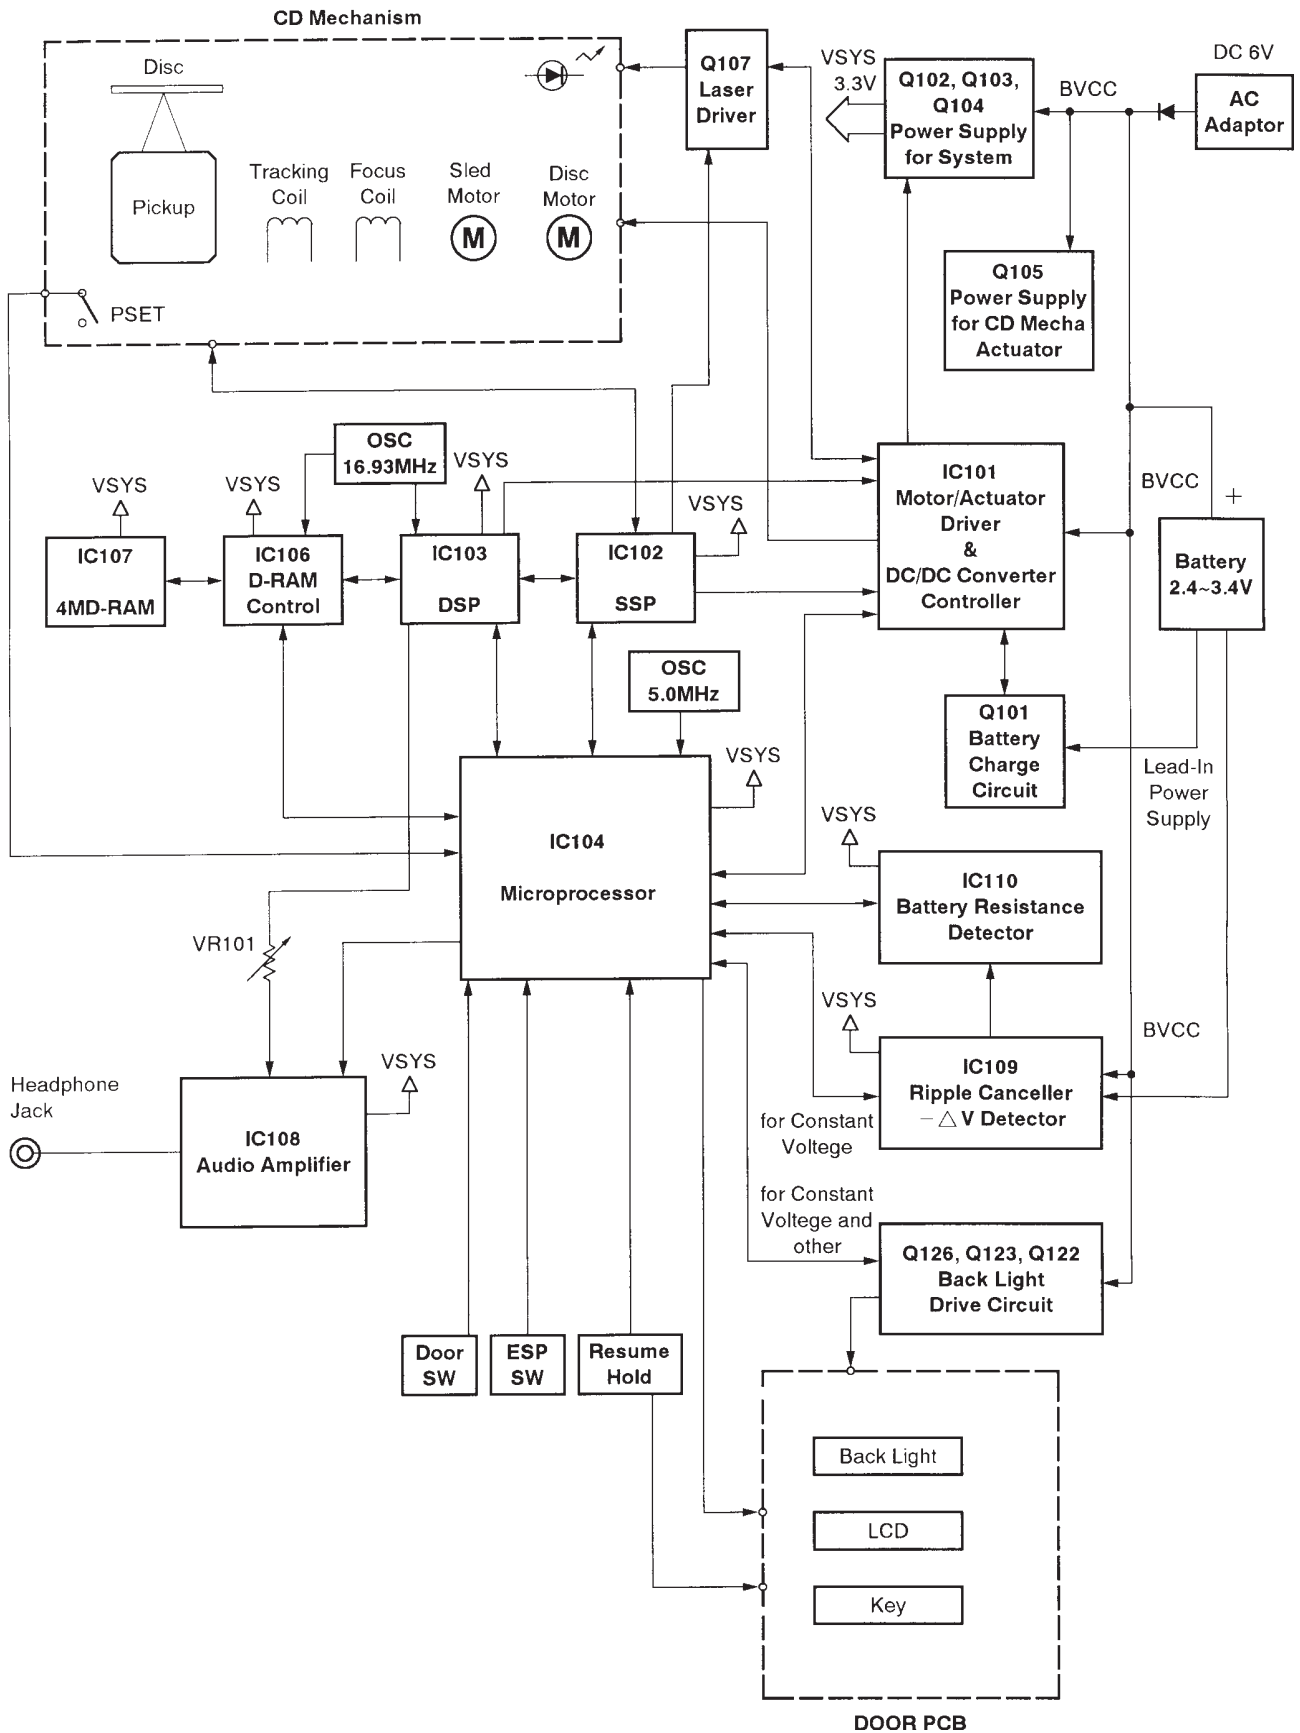 CD Mechanism
Disc
Pickup
Tracking
Coil
Focus
Coil
Sled
Motor
M
Disc
Motor
M
PSET
Q107
Laser
Driver
VSYS
3.3V
Q102, Q103,
Q104
Power Supply
for System
BVCC
DC 6V
AC
Adaptor
Q105
Power Supply
for CD Mecha
Actuator
OSC
16.93MHz
VSYS
VSYS
VSYS
VSYS
IC107
4MD-RAM
IC106
D-RAM
Control
IC103
DSP
IC102
SSP
IC101
Motor/Actuator
Driver
&
DC/DC Converter
Controller
BVCC
+
Battery
2.4~3.4V
OSC
5.0MHz
Q101
Battery
Charge
Circuit
Lead-In
Power
Supply
VSYS
IC104
Microprocessor
VSYS
IC110
Battery Resistance
Detector
VR101
VSYS
BVCC
IC109
Ripple Canceller
−△V Detector
VSYS
Headphone
Jack
IC108
Audio Amplifier
for Constant
Voltege
for Constant
Voltege and
other
Q126, Q123, Q122
Back Light
Drive Circuit
Door
SW
ESP
SW
Resume
Hold
Back Light
LCD
Key
DOOR PCB